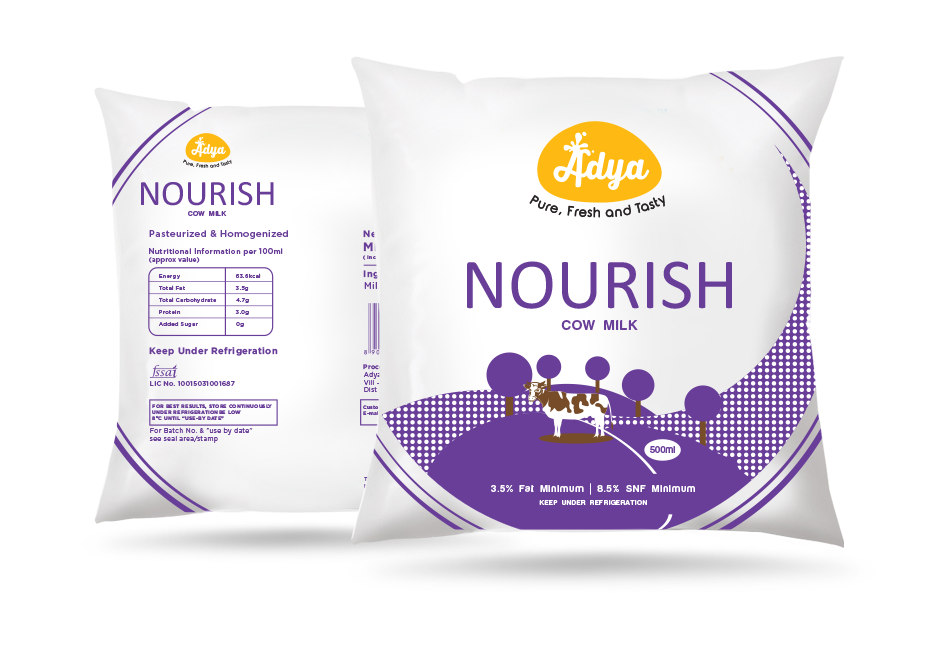 Adya
Pure, Fresh and Tasty
NOURISH
COW MILK
Pasteurized & Homogenized
Nutritional Information per 100ml
(approx value)
Energy 63.6kcal
Total Fat 3.5g
Total Carbohydrate 4.7g
Protein 3.0g
Added Sugar 0g
Keep Under Refrigeration
fssai
LIC No. 10015031001687
FOR BEST RESULTS, STORE CONTINUOUSLY
UNDER REFRIGERATIONBE LOW
8°C UNTIL "USE-BY DATE"
For Batch No. & "use by date"
see seal area/stamp
Adya
Pure, Fresh and Tasty
NOURISH
COW MILK
500ml
3.5% Fat Minimum | 8.5% SNF Minimum
KEEP UNDER REFRIGERATION